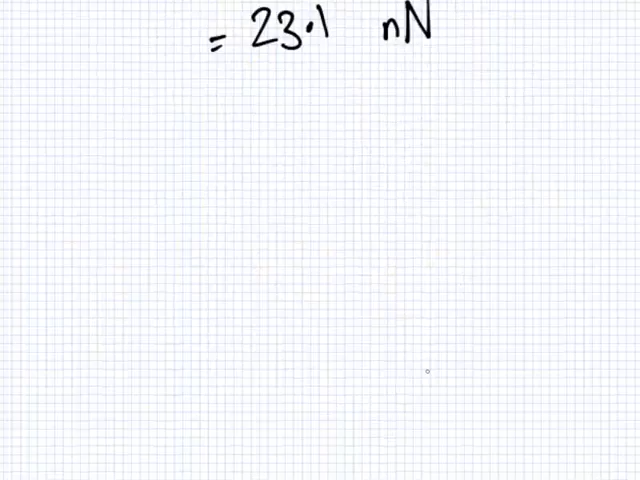 = 23.1 nN